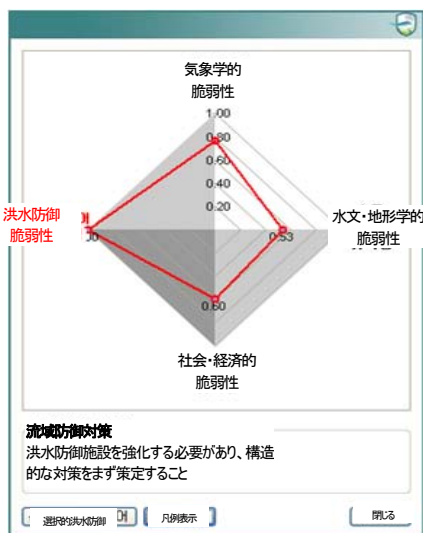 気象学的
脆弱性
1.00
0.80
0.60
0.40
0.20
洪水防御
脆弱性
水文・地形学的
脆弱性
0.53
0.60
社会・経済的
脆弱性
流域防御対策
洪水防御施設を強化する必要があり、構造
的な対策をまず策定すること
選択的洪水防御
凡例表示
閉じる